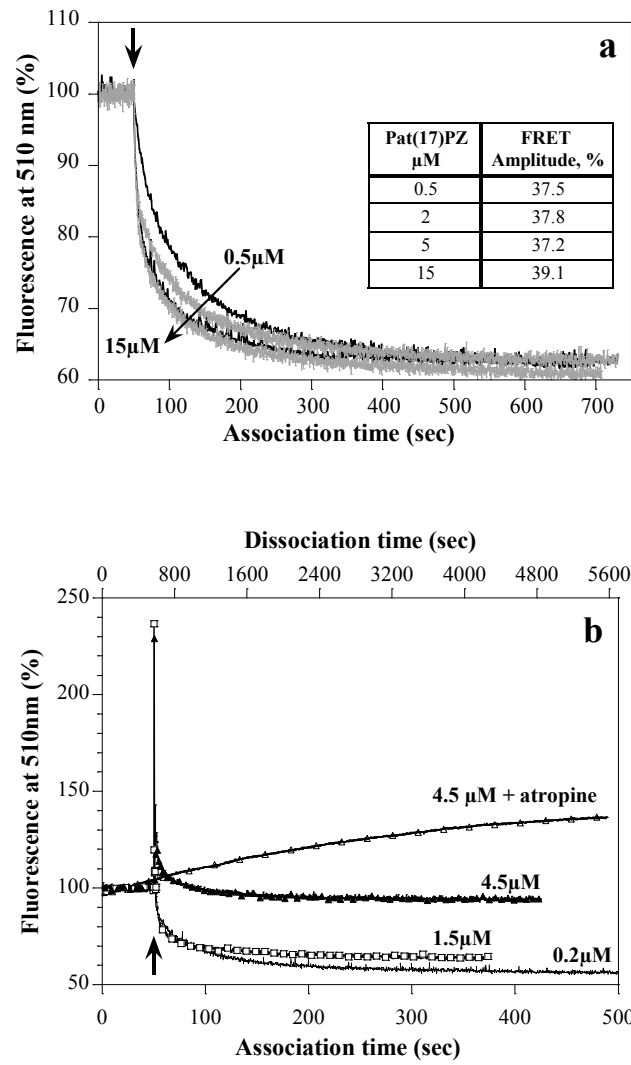 a
Fluorescence at 510 nm (%)
110
100
90
80
70
60
0.5µM
15µM
Pat(17)PZ µM
FRET Amplitude, %
0.5 37.5
2 37.8
5 37.2
15 39.1
0 100 200 300 400 500 600 700
Association time (sec)
Dissociation time (sec)
0 800 1600 2400 3200 4000 4800 5600
b
Fluorescence at 510nm (%)
250
200
150
100
50
4.5 µM + atropine
4.5µM
1.5µM
0.2µM
0 100 200 300 400 500
Association time (sec)